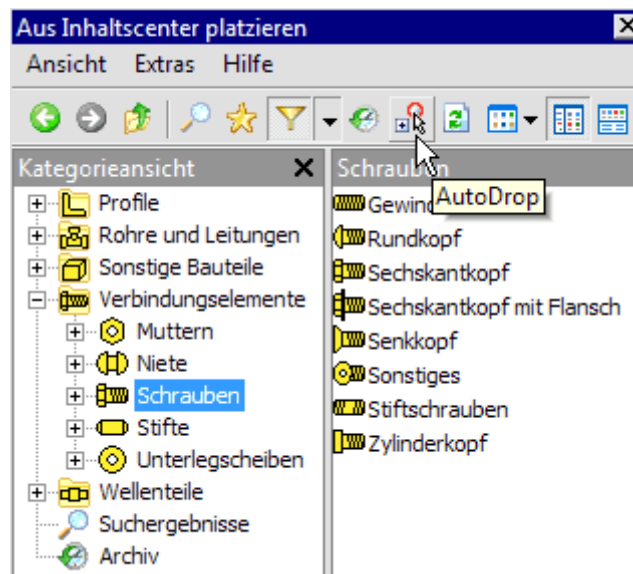 Aus Inhaltscenter platzieren
Ansicht Extras Hilfe
Kategorieansicht
Profile
Rohre und Leitungen
Sonstige Bauteile
Verbindungselemente
Muttern
Niete
Schrauben
Stifte
Unterlegscheiben
Wellenteile
Suchergebnisse
Archiv
Schrauben
AutoDrop
Rundkopf
Sechskantkopf
Sechskantkopf mit Flansch
Senkkopf
Sonstiges
Stiftschrauben
Zylinderkopf